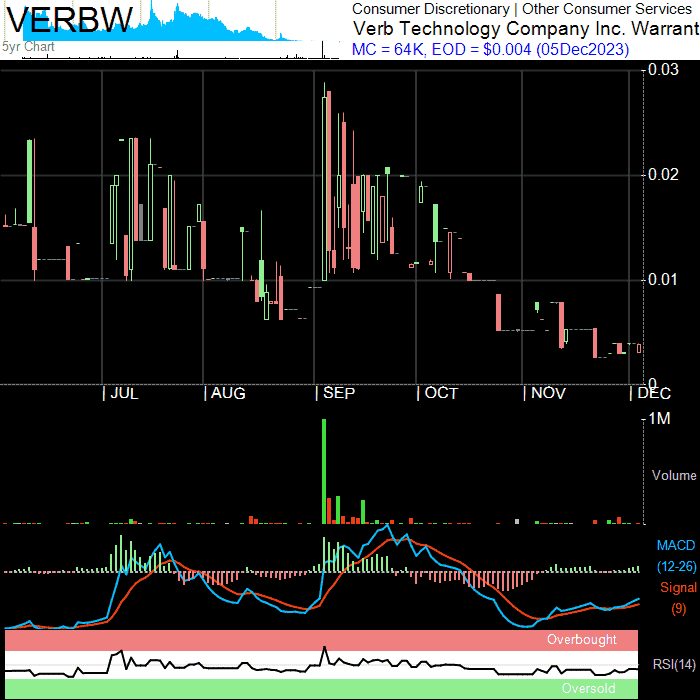 VERBW
Consumer Discretionary | Other Consumer Services
Verb Technology Company Inc. Warrant
5yr Chart
MC = 64K, EOD = $0.004 (05Dec2023)
0.03
0.02
0.01
0
JUL AUG SEP OCT NOV DEC
1M
Volume
MACD
(12-26)
Signal
(9)
Overbought
RSI(14)
Oversold